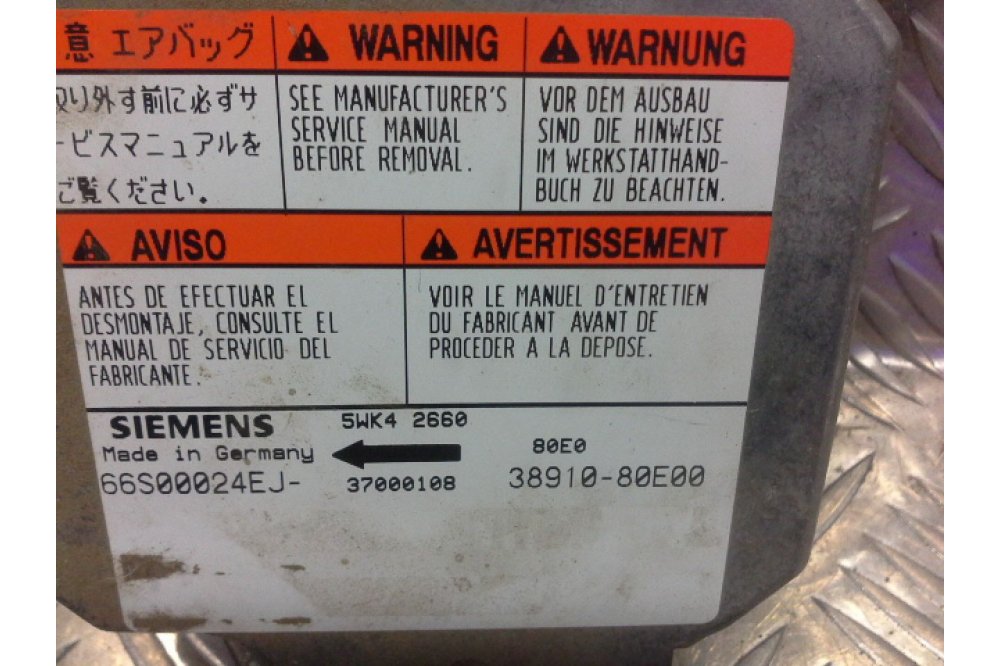 意 エアバッグ
り外す前に必ずサ
ービスマニュアルを
ご覧ください。
WARNING
SEE MANUFACTURER'S
SERVICE MANUAL
BEFORE REMOVAL.
WARNUNG
VOR DEM AUSBAU
SIND DIE HINWEISE
IM WERKSTATTHAND-
BUCH ZU BEACHTEN.
AVISO
ANTES DE EFECTUAR EL
DESMONTAJE, CONSULTE EL
MANUAL DE SERVICIO DEL
FABRICANTE.
AVERTISSEMENT
VOIR LE MANUEL D'ENTRETIEN
DU FABRICANT AVANT DE
PROCEDER A LA DEPOSE.
SIEMENS 5WK4 2660
Made in Germany 80E0
66S00024EJ- 37000108 38910-80E00